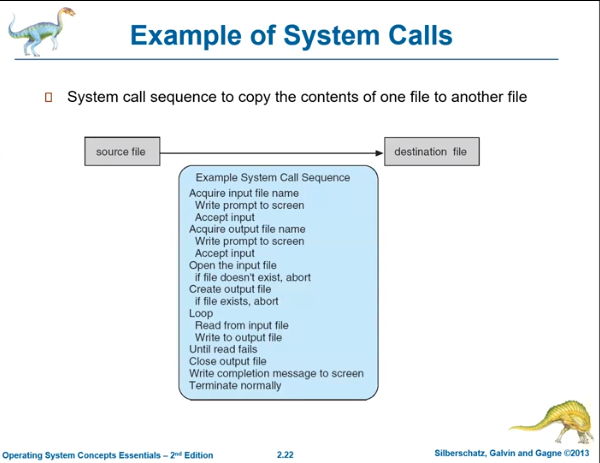 Example of System Calls
System call sequence to copy the contents of one file to another file
source file
destination file
Example System Call Sequence
Acquire input file name
Write prompt to screen
Accept input
Acquire output file name
Write prompt to screen
Accept input
Open the input file
if file doesn't exist, abort
Create output file
if file exists, abort
Loop
Read from input file
Write to output file
Until read fails
Close output file
Write completion message to screen
Terminate normally
Operating System Concepts Essentials – 2nd Edition
2.22
Silberschatz, Galvin and Gagne ©2013